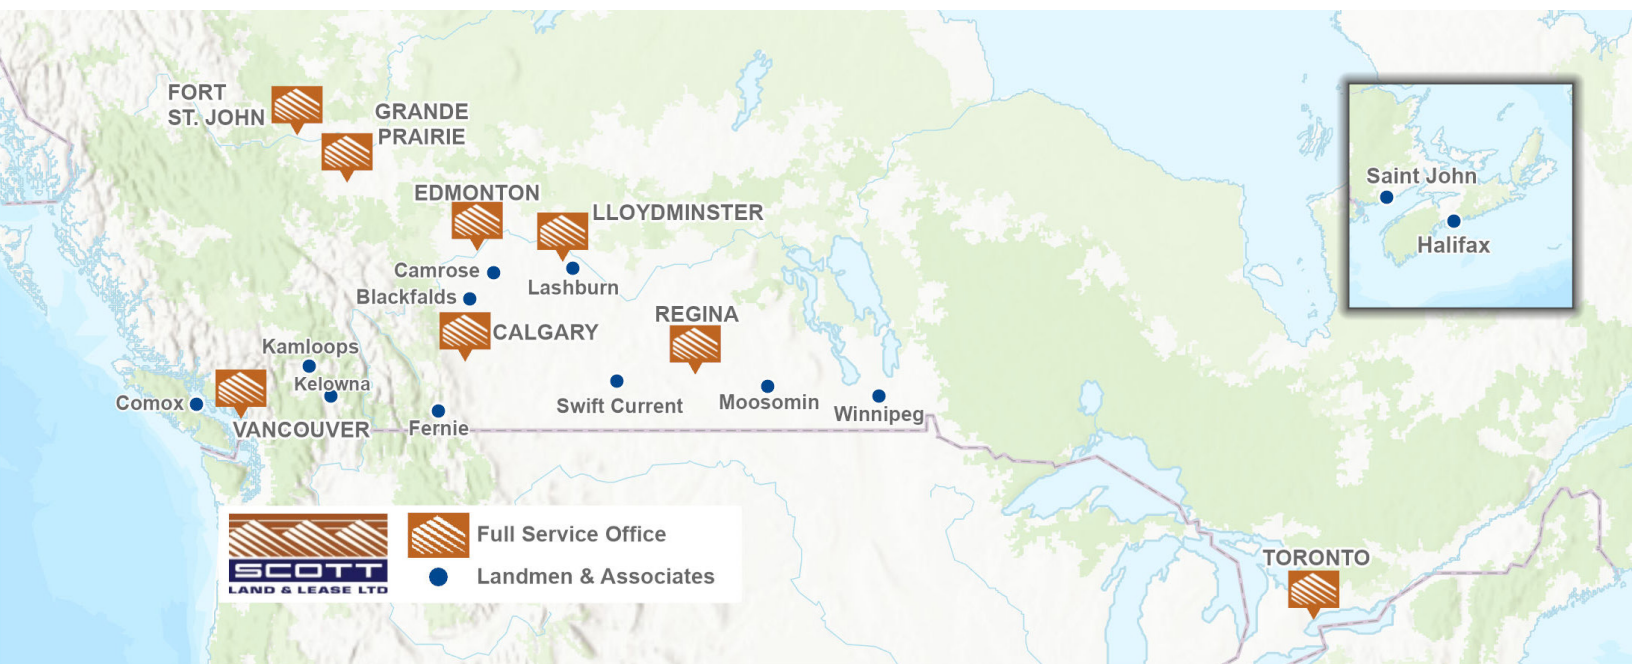 FORT
ST. JOHN
GRANDE
PRAIRIE
EDMONTON
LLOYDMINSTER
Camrose
Lashburn
Blackfalds
REGINA
CALGARY
Kamloops
Kelowna
Comox
VANCOUVER
Fernie
Swift Current
Moosomin
Winnipeg
Saint John
Halifax
TORONTO
SCOTT
LAND & LEASE LTD
Full Service Office
Landmen & Associates